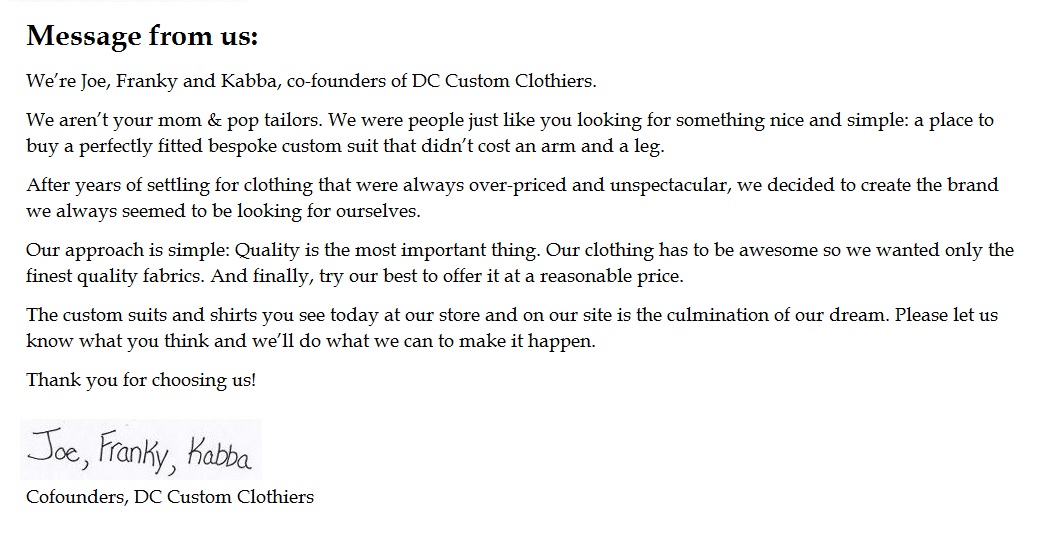 Message from us:
We're Joe, Franky and Kabba, co-founders of DC Custom Clothiers.
We aren't your mom & pop tailors. We were people just like you looking for something nice and simple: a place to
buy a perfectly fitted bespoke custom suit that didn't cost an arm and a leg.
After years of settling for clothing that were always over-priced and unspectacular, we decided to create the brand
we always seemed to be looking for ourselves.
Our approach is simple: Quality is the most important thing. Our clothing has to be awesome so we wanted only the
finest quality fabrics. And finally, try our best to offer it at a reasonable price.
The custom suits and shirts you see today at our store and on our site is the culmination of our dream. Please let us
know what you think and we'll do what we can to make it happen.
Thank you for choosing us!
Joe, Franky, Kabba
Cofounders, DC Custom Clothiers